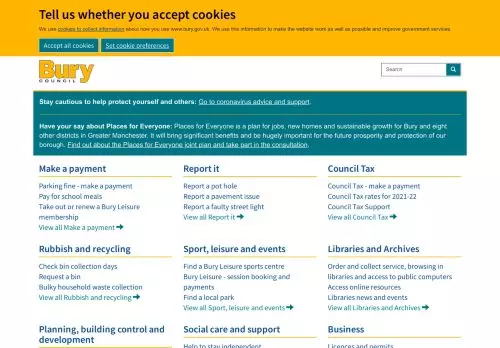 Tell us whether you accept cookies
We use cookies to collect information about how you use www.bury.gov.uk. We use this information to make the website work as well as possible and improve government services.
Accept all cookies
Set cookie preferences
Bury
COUNCIL
Search
Stay cautious to help protect yourself and others: Go to coronavirus advice and support.
Have your say about Places for Everyone: Places for Everyone is a plan for jobs, new homes and sustainable growth for Bury and eight
other districts in Greater Manchester. It will bring significant benefits and be hugely important for the future prosperity and protection of our
borough. Find out about the Places for Everyone joint plan and take part in the consultation.
Make a payment
Parking fine - make a payment
Pay for school meals
Take out or renew a Bury Leisure
membership
View all Make a payment
Report it
Report a pot hole
Report a pavement issue
Report a faulty street light
View all Report it
Council Tax
Council Tax - make a payment
Council Tax rates for 2021-22
Council Tax Support
View all Council Tax
Rubbish and recycling
Check bin collection days
Request a bin
Bulky household waste collection
View all Rubbish and recycling
Sport, leisure and events
Find a Bury Leisure sports centre
Bury Leisure - session booking and
payments
Find a local park
View all Sport, leisure and events
Libraries and Archives
Order and collect service, browsing in
libraries and access to public computers
Access online resources
Libraries news and events
View all Libraries and Archives
Planning, building control and
development
Social care and support
Help to stay independent
Business
Licences and permits